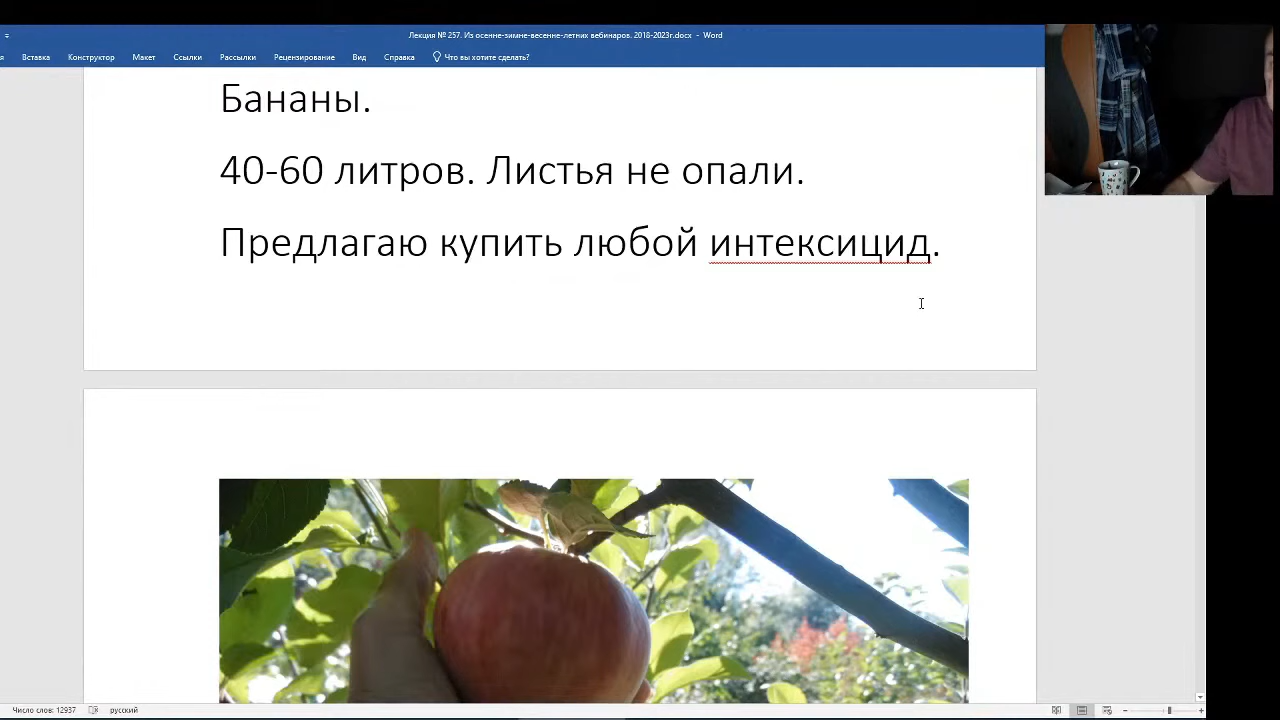 Лекция № 257. Из осенне-зимне-весенне-летних вебинаров. 2018-2023г.docx - Word
Вставка Конструктор Макет Ссылки Рассылки Рецензирование Вид Справка Что вы хотите сделать?
Бананы.
40-60 литров. Листья не опали.
Предлагаю купить любой интексицид.
Число слов: 12937 русский